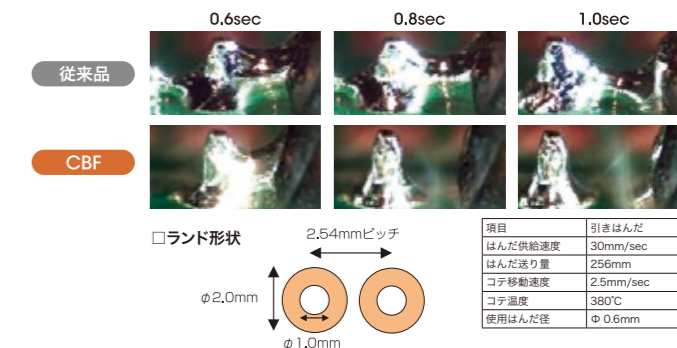 0.6sec 0.8sec 1.0sec
従来品
CBF
□ランド形状
2.54mmピッチ
φ2.0mm
φ1.0mm
項目 引きはんだ
はんだ供給速度 30mm/sec
はんだ送り量 256mm
コテ移動速度 2.5mm/sec
コテ温度 380℃
使用はんだ径 Φ 0.6mm